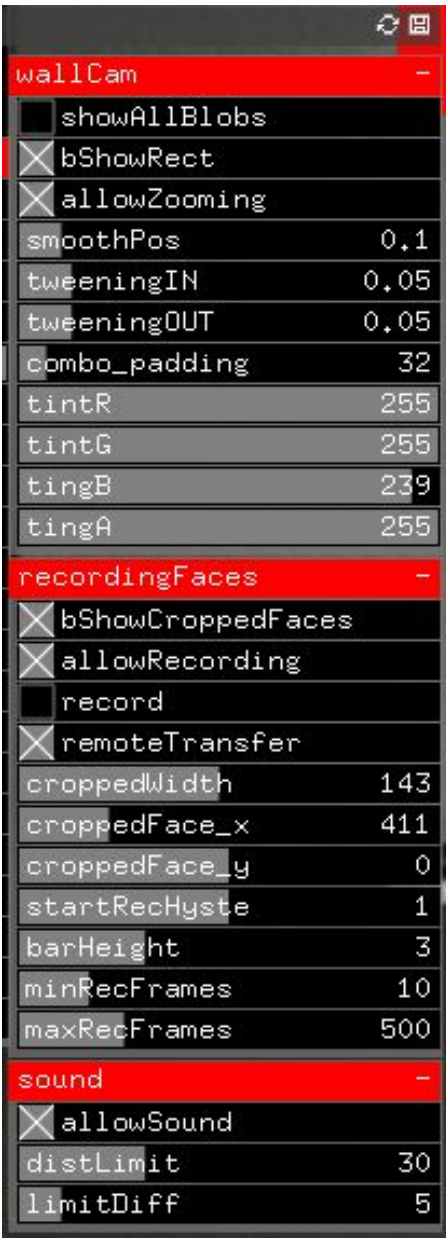 wallCam -
showAllBlobs
bShowRect
allowZooming
smoothPos 0.1
tweeningIN 0.05
tweeningOUT 0.05
combo_padding 32
tintR 255
tintG 255
tingB 239
tingA 255
recordingFaces -
bShowCroppedFaces
allowRecording
record
remoteTransfer
croppedWidth 143
croppedFace_x 411
croppedFace_y 0
startRecHyste 1
barHeight 3
minRecFrames 10
maxRecFrames 500
sound -
allowSound
distLimit 30
limitDiff 5